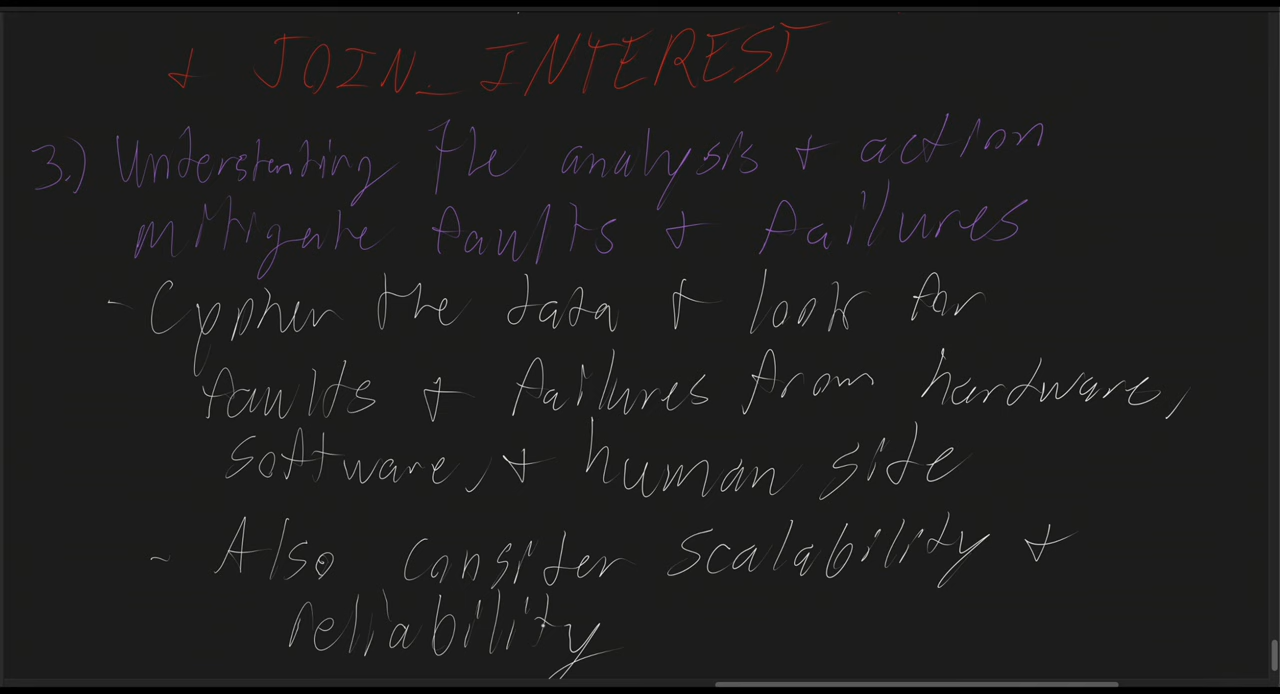 + JOIN_INTEREST
3.) Understanding the analysis + action
mitigate faults + failures
- Cypher the data + look for
faults + failures from hardware,
software, + human side
- Also consider scalability +
reliability